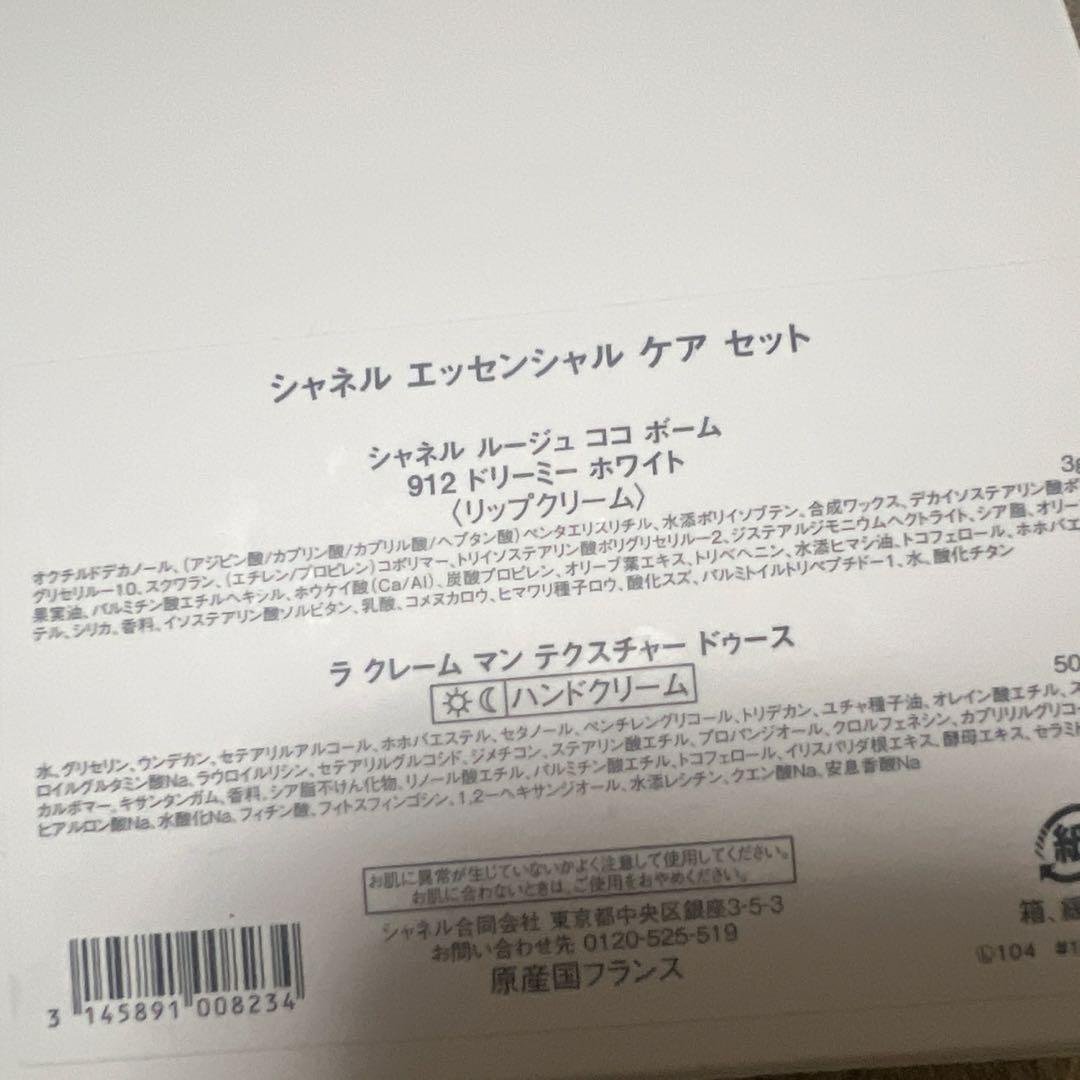 シャネル エッセンシャル ケア セット
シャネル ルージュ ココ ボーム
912 ドリーミー ホワイト
〈リップクリーム〉
3g
オクチルドデカノール、(アジピン酸/カプリン酸/カプリル酸/ヘプタン酸)ペンタエリスリチル、水添ポリイソブテン、合成ワックス、デカイソステアリン酸ポ
グリセリルー10、スクワラン、(エチレン/プロピレン)コポリマー、トリイソステアリン酸ポリグリセリルー2、ジステアルジモニウムヘクトライト、シア脂、オリー
果実油、パルミチン酸エチルヘキシル、ホウケイ酸(Ca/Al)、炭酸プロピレン、オリーブ葉エキス、トリベヘニン、水添ヒマシ油、トコフェロール、ホホバエ
テル、シリカ、香料、イソステアリン酸ソルビタン、乳酸、コメヌカロウ、ヒマワリ種子ロウ、酸化スズ、パルミトイルトリペプチドー1、水、酸化チタン
ラ クレーム マン テクスチャー ドゥース
ハンドクリーム
50
水、グリセリン、ウンデカン、セテアリルアルコール、ホホバエステル、セタノール、ペンチレングリコール、トリデカン、ユチャ種子油、オレイン酸エチル、ス
ロイルグルタミン酸Na、ラウロイルリシン、セテアリルグルコシド、ジメチコン、ステアリン酸エチル、プロパンジオール、クロルフェネシン、カプリリルグリコー
カルボマー、キサンタンガム、香料、シア脂不けん化物、リノール酸エチル、パルミチン酸エチル、トコフェロール、イリスパリダ根エキス、酵母エキス、セラミド
ヒアルロン酸Na、水酸化Na、フィチン酸、フィトスフィンゴシン、1,2ーヘキサンジオール、水添レシチン、クエン酸Na、安息香酸Na
お肌に異常が生じていないかよく注意して使用してください。
お肌に合わないときは、ご使用をおやめください。
シャネル合同会社 東京都中央区銀座3-5-3
お問い合わせ先 0120-525-519
原産国フランス
3 145891 008234
紙
箱、
Ⓛ104 #1